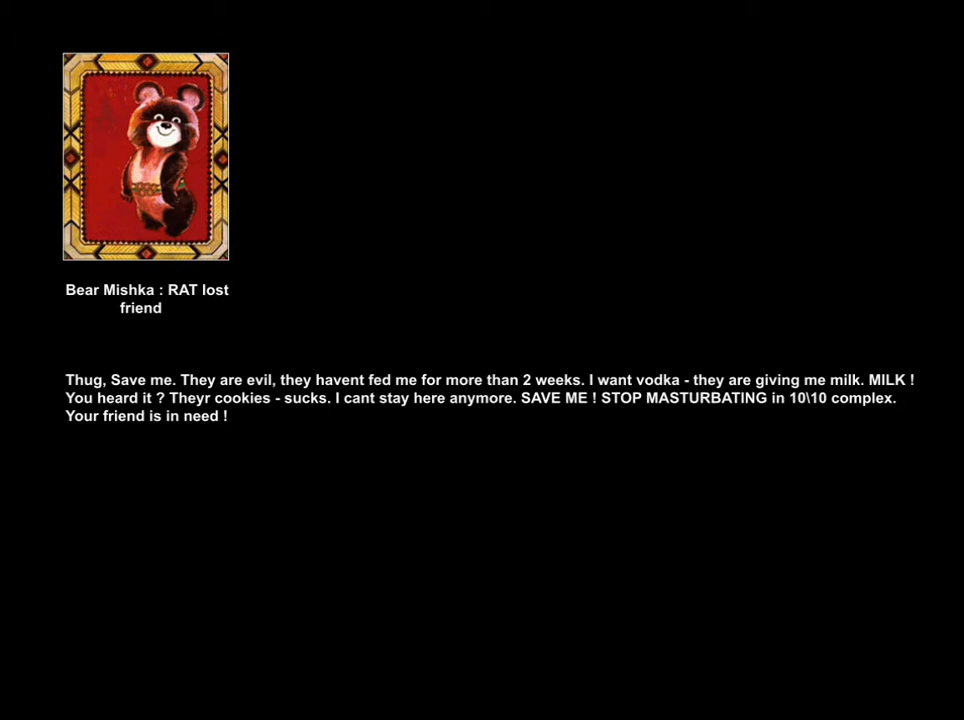 Bear Mishka : RAT lost
friend
Thug, Save me. They are evil, they havent fed me for more than 2 weeks. I want vodka - they are giving me milk. MILK !
You heard it ? Theyr cookies - sucks. I cant stay here anymore. SAVE ME ! STOP MASTURBATING in 10\10 complex.
Your friend is in need !